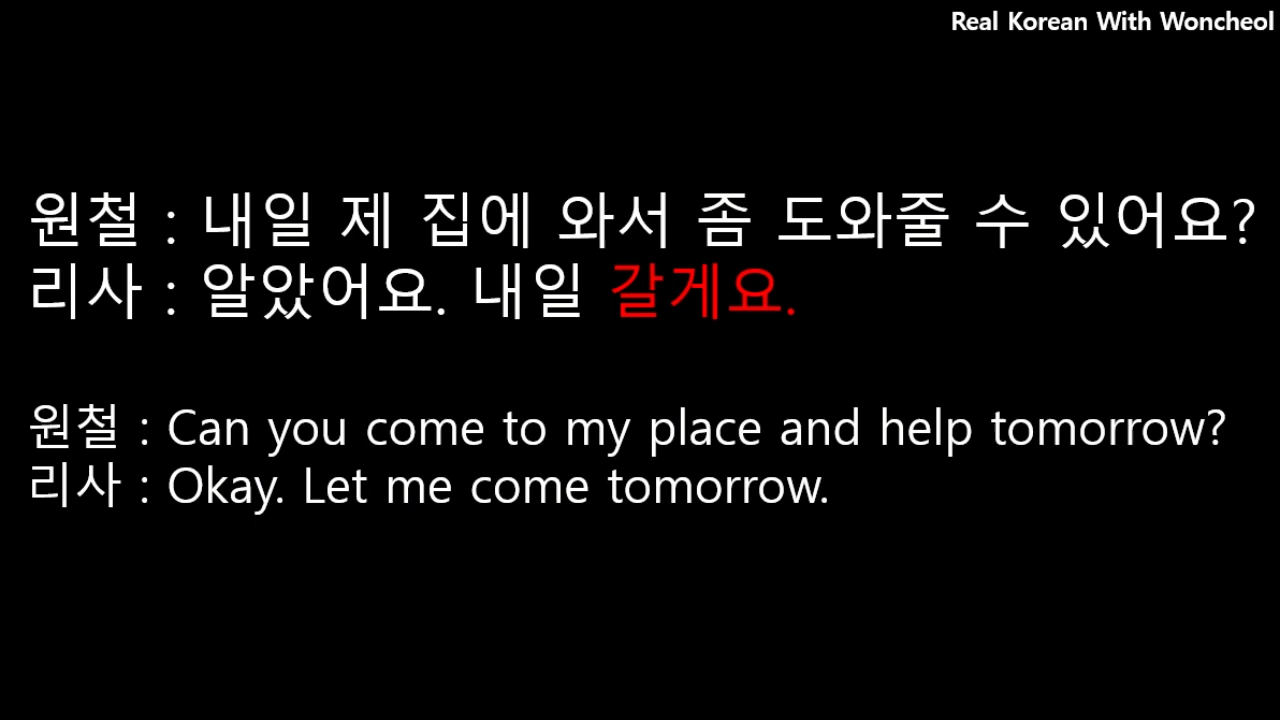 Real Korean With Woncheol
원철 : 내일 제 집에 와서 좀 도와줄 수 있어요?
리사 : 알았어요. 내일 갈게요.
원철 : Can you come to my place and help tomorrow?
리사 : Okay. Let me come tomorrow.